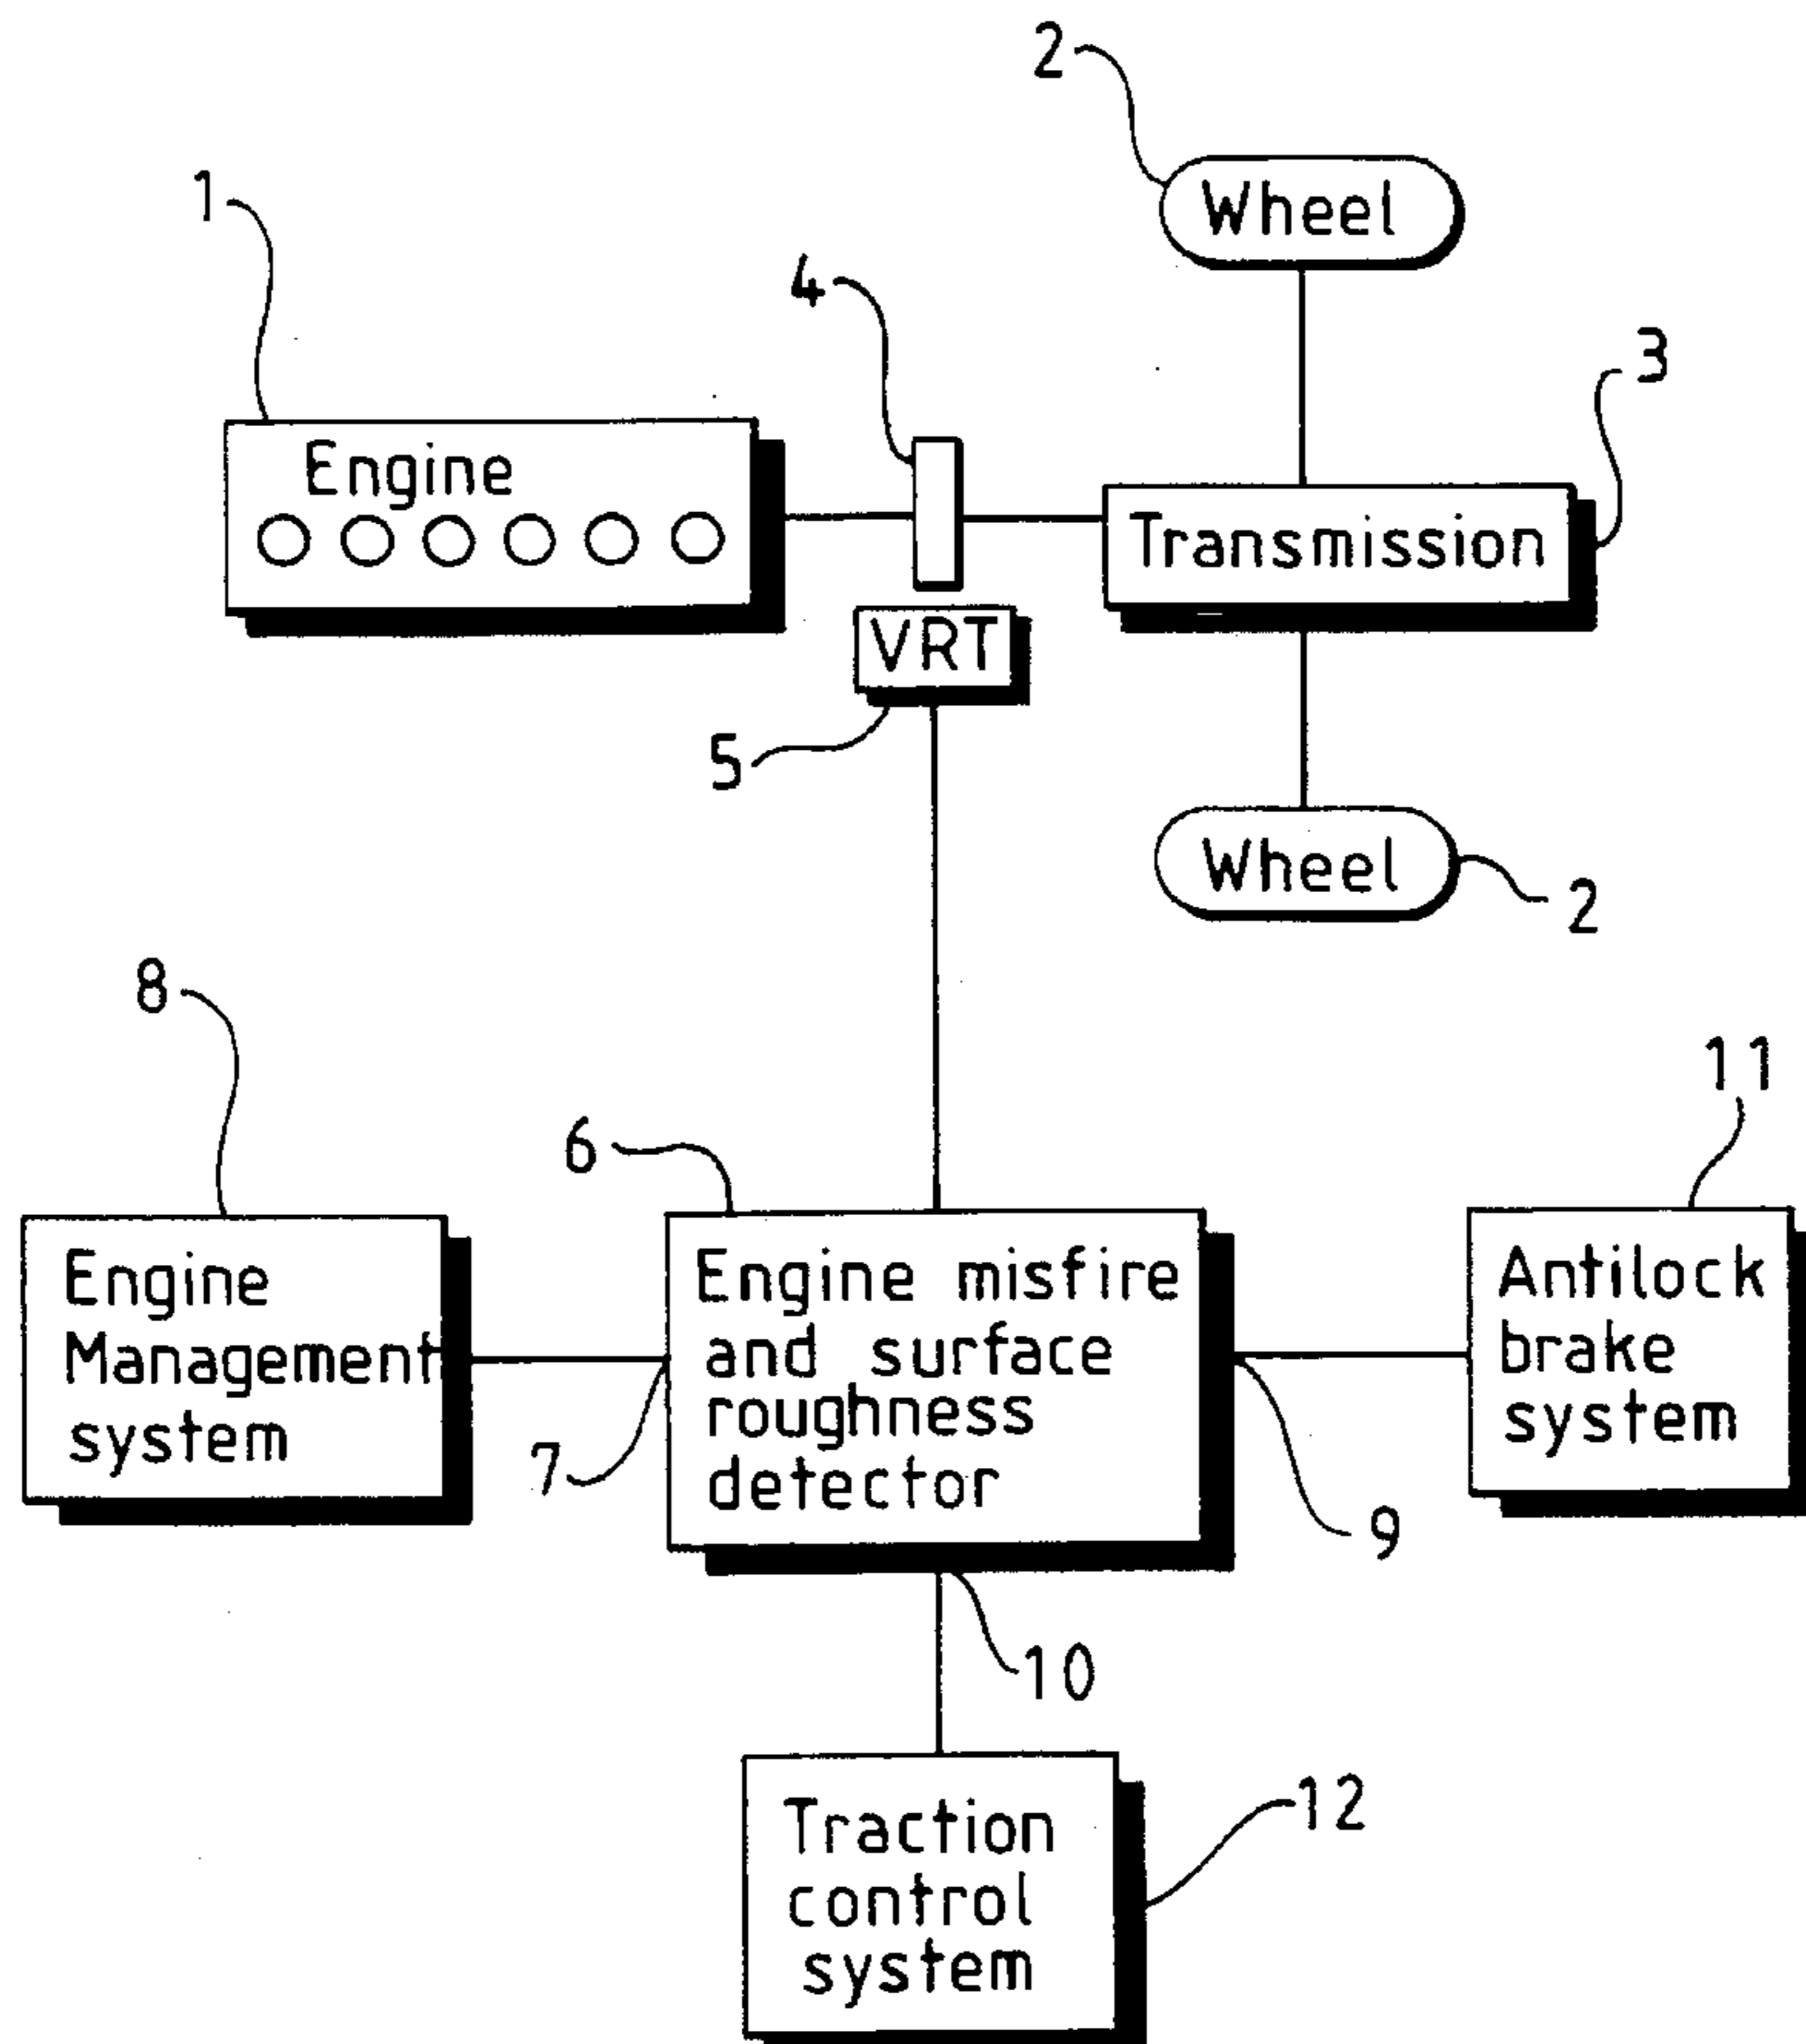 2
Wheel
1
4
3
Engine
Transmission
VRT
5
Wheel
2
8
11
6
Engine
Management
system
Engine misfire
and surface
roughness
detector
Antilock
brake
system
7
9
10
Traction
control
system
12